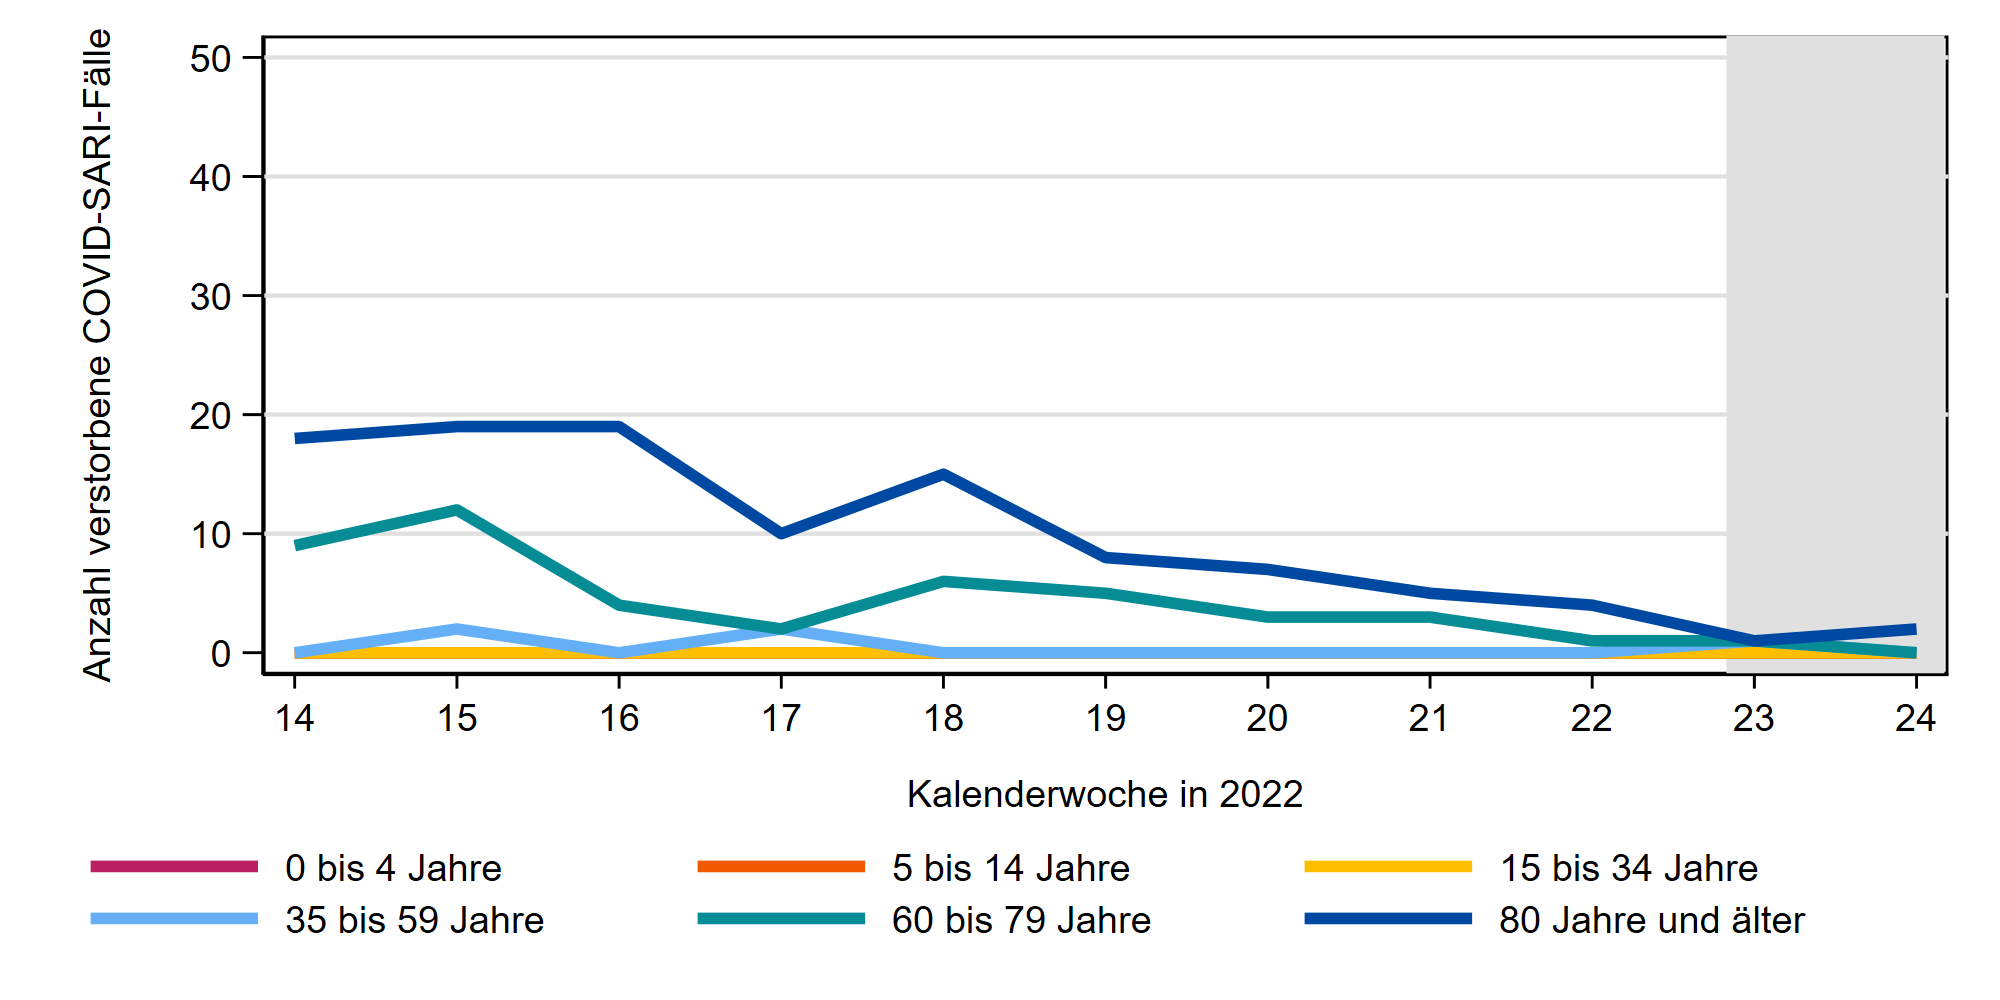 Anzahl verstorbene COVID-SARI-Fälle
50
40
30
20
10
0
14 15 16 17 18 19 20 21 22 23 24
Kalenderwoche in 2022
0 bis 4 Jahre 5 bis 14 Jahre 15 bis 34 Jahre
35 bis 59 Jahre 60 bis 79 Jahre 80 Jahre und älter